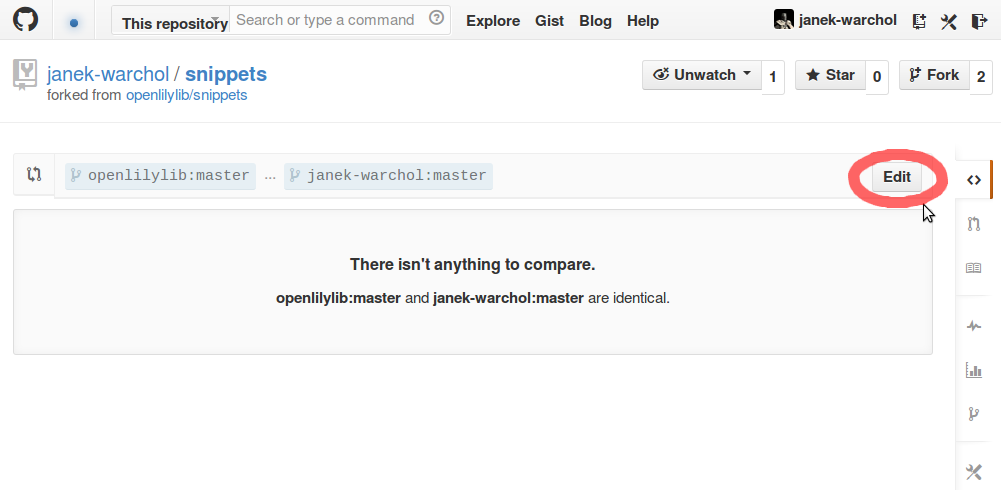 This repository Search or type a command ? Explore Gist Blog Help janek-warchol
janek-warchol / snippets Unwatch 1 Star 0 Fork 2
forked from openlilylib/snippets
openlilylib:master ... janek-warchol:master Edit
There isn't anything to compare.
openlilylib:master and janek-warchol:master are identical.